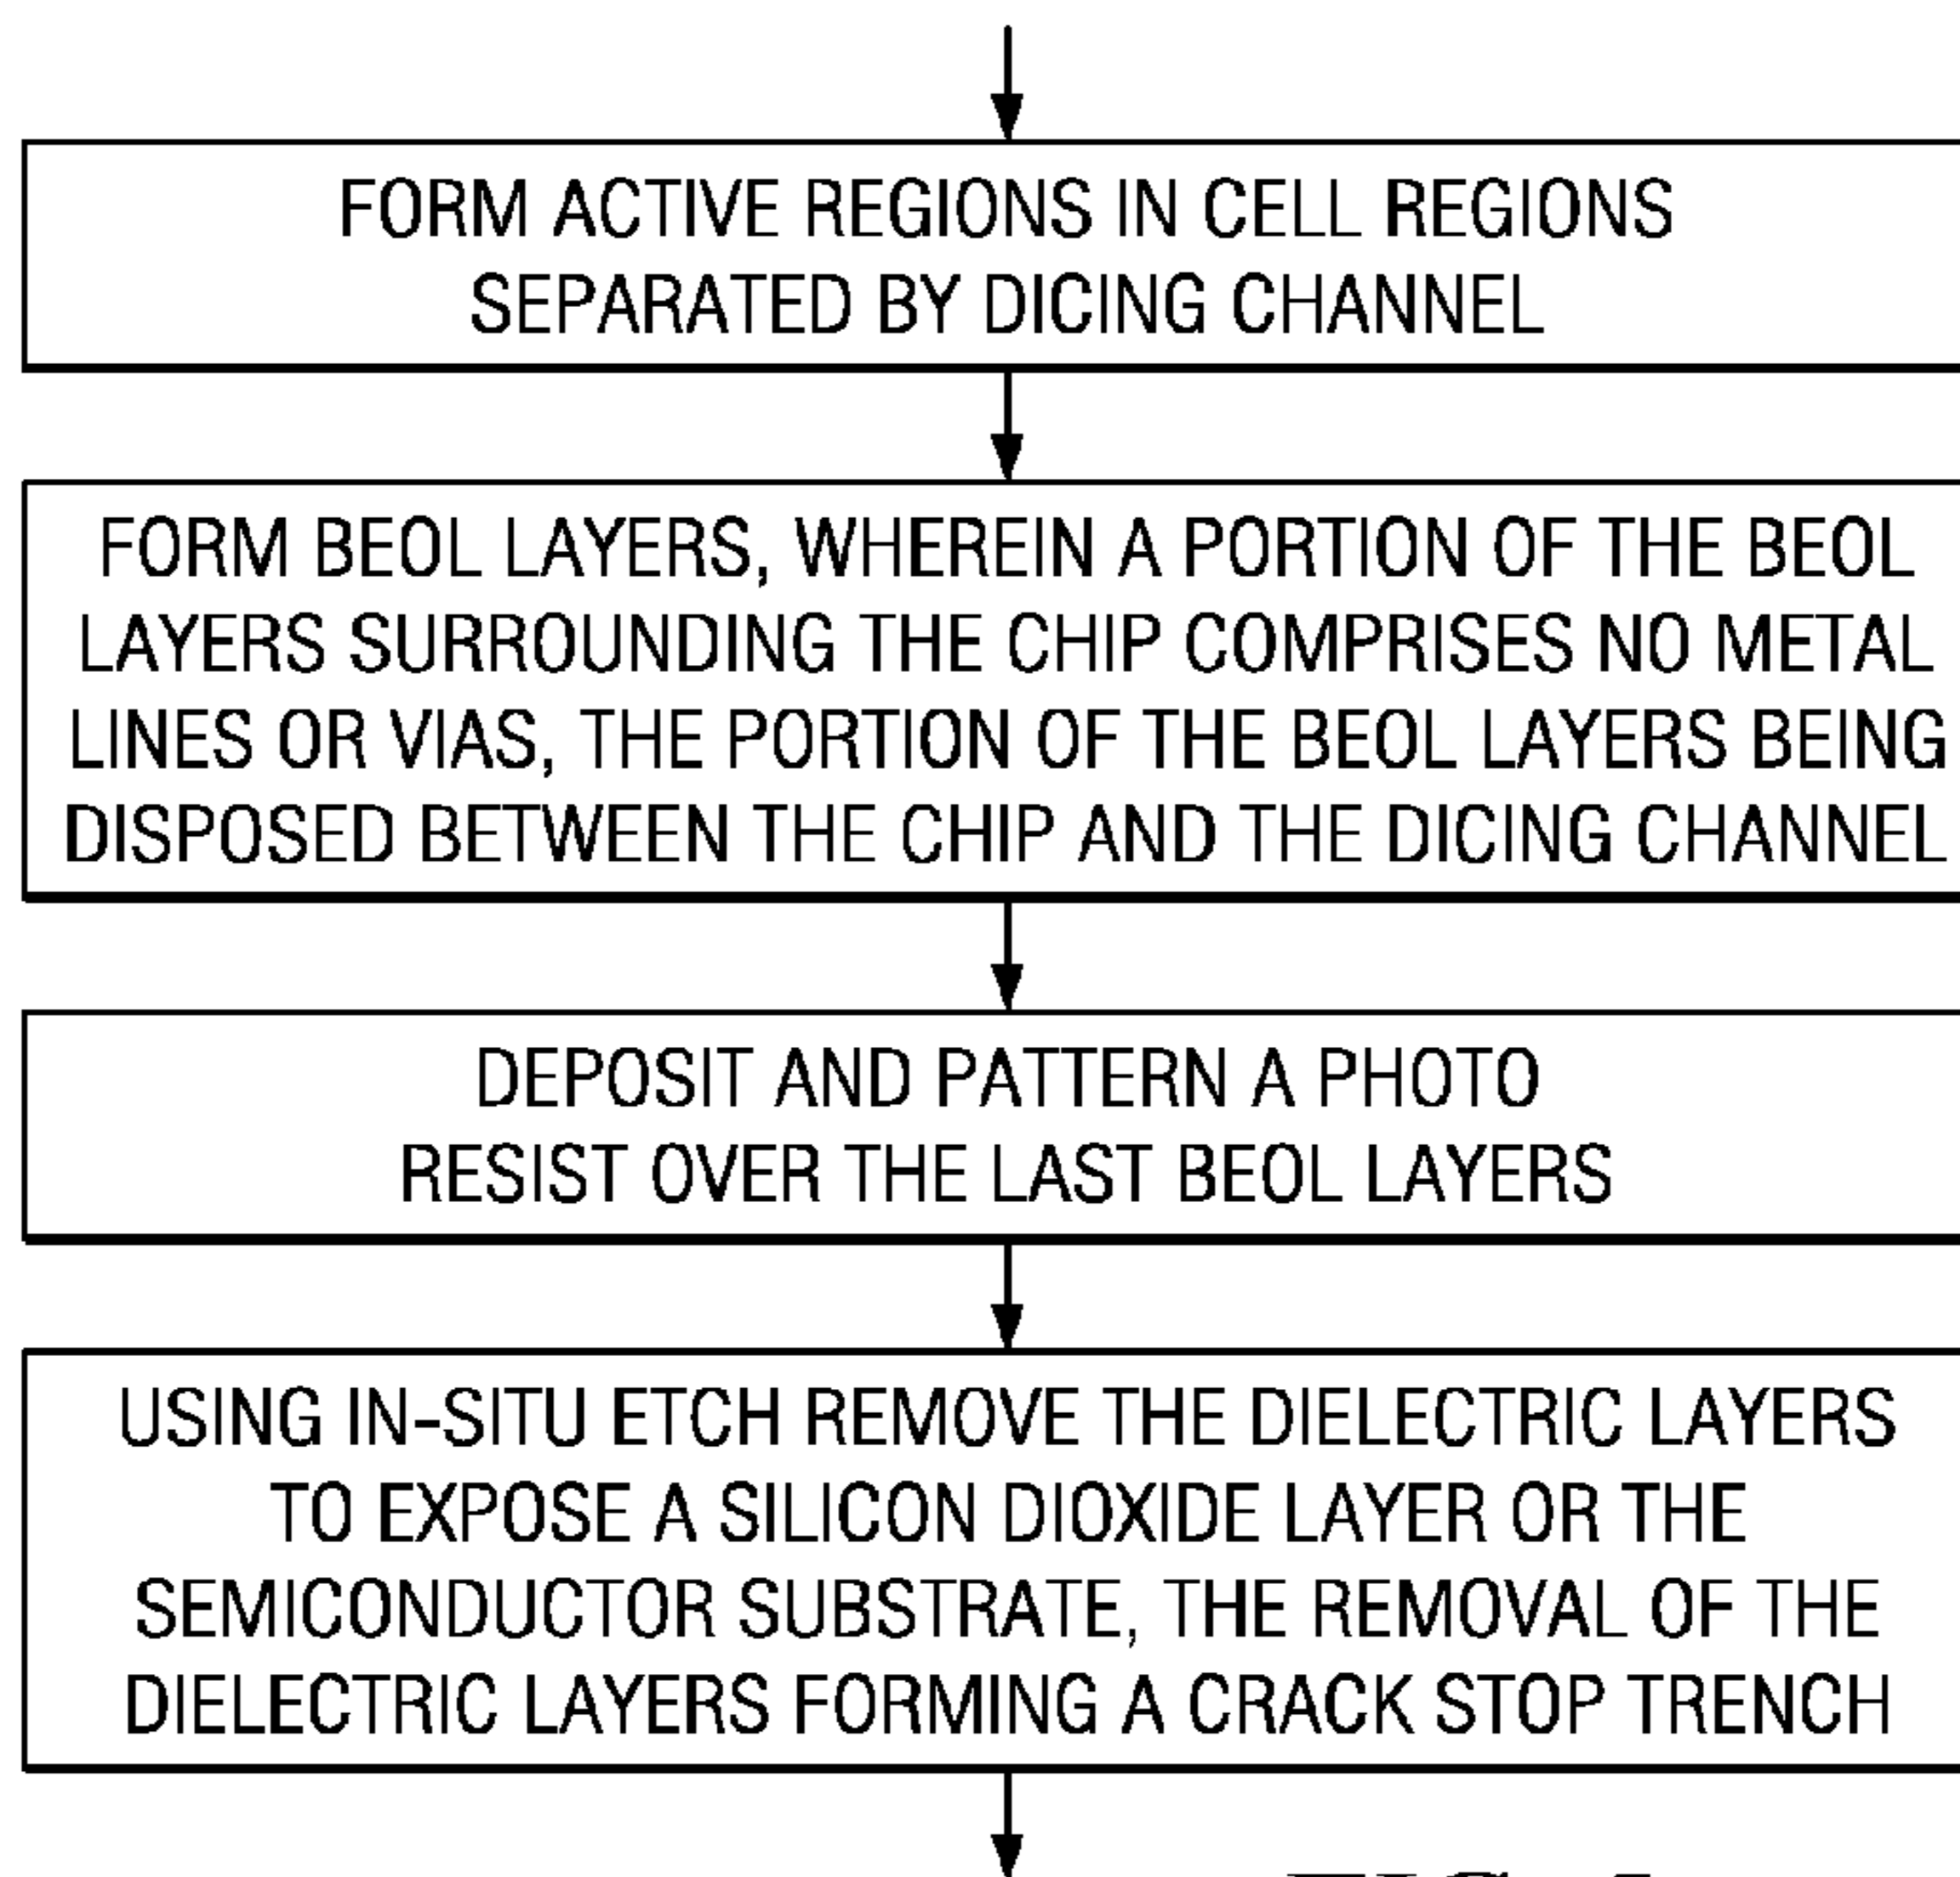 FORM ACTIVE REGIONS IN CELL REGIONS
SEPARATED BY DICING CHANNEL
FORM BEOL LAYERS, WHEREIN A PORTION OF THE BEOL
LAYERS SURROUNDING THE CHIP COMPRISES NO METAL
LINES OR VIAS, THE PORTION OF THE BEOL LAYERS BEING
DISPOSED BETWEEN THE CHIP AND THE DICING CHANNEL
DEPOSIT AND PATTERN A PHOTO
RESIST OVER THE LAST BEOL LAYERS
USING IN-SITU ETCH REMOVE THE DIELECTRIC LAYERS
TO EXPOSE A SILICON DIOXIDE LAYER OR THE
SEMICONDUCTOR SUBSTRATE, THE REMOVAL OF THE
DIELECTRIC LAYERS FORMING A CRACK STOP TRENCH